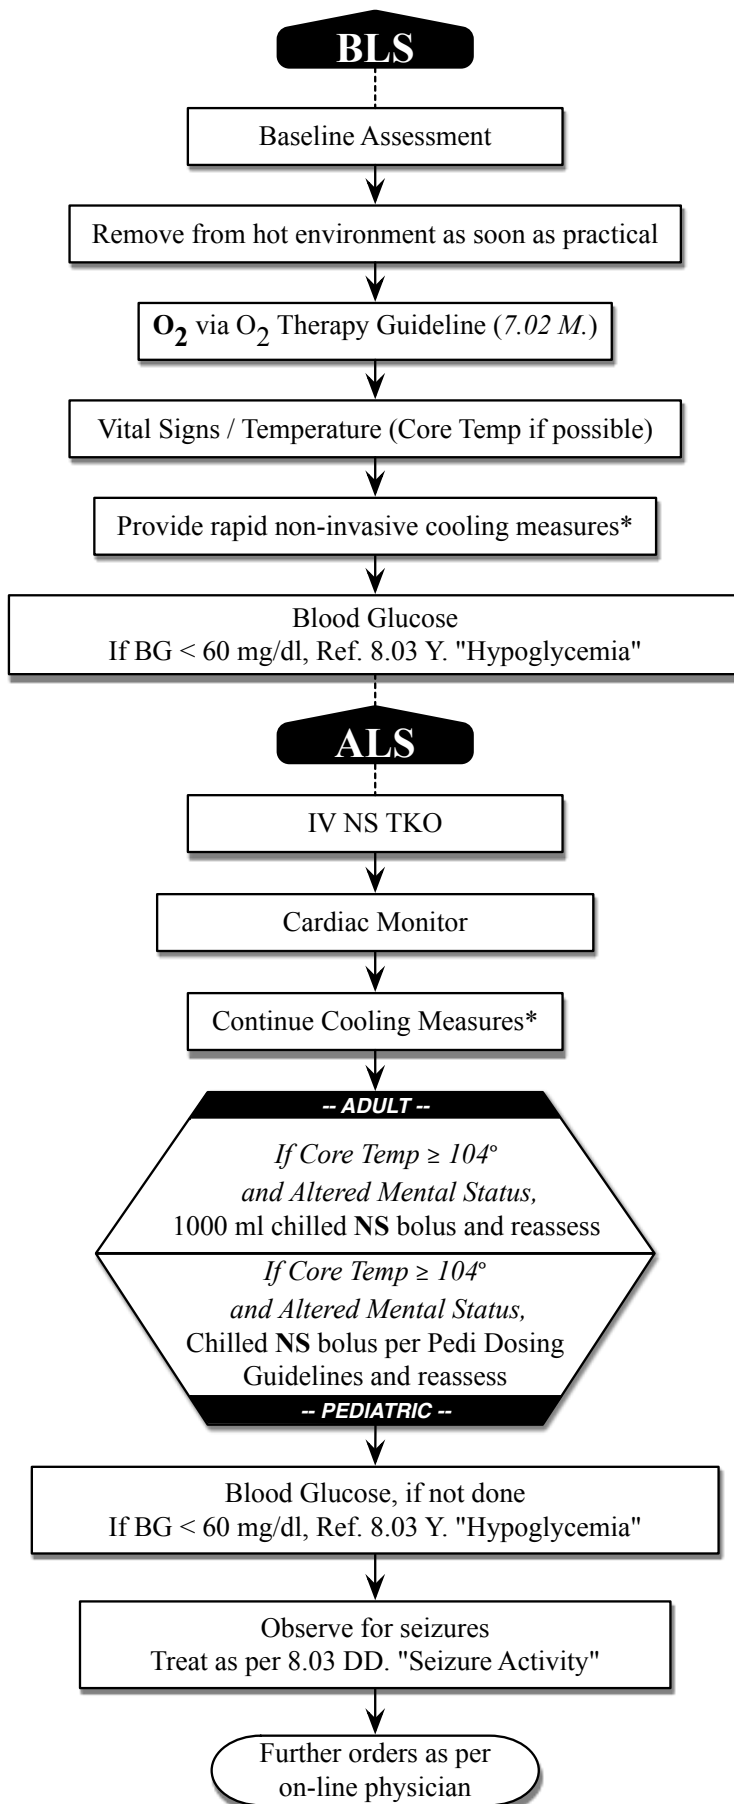 BLS
Baseline Assessment
Remove from hot environment as soon as practical
O2 via O2 Therapy Guideline (7.02 M.)
Vital Signs / Temperature (Core Temp if possible)
Provide rapid non-invasive cooling measures*
Blood Glucose
If BG < 60 mg/dl, Ref. 8.03 Y. "Hypoglycemia"
ALS
IV NS TKO
Cardiac Monitor
Continue Cooling Measures*
-- ADULT --
If Core Temp ≥ 104°
and Altered Mental Status,
1000 ml chilled NS bolus and reassess
If Core Temp ≥ 104°
and Altered Mental Status,
Chilled NS bolus per Pedi Dosing
Guidelines and reassess
-- PEDIATRIC --
Blood Glucose, if not done
If BG < 60 mg/dl, Ref. 8.03 Y. "Hypoglycemia"
Observe for seizures
Treat as per 8.03 DD. "Seizure Activity"
Further orders as per
on-line physician